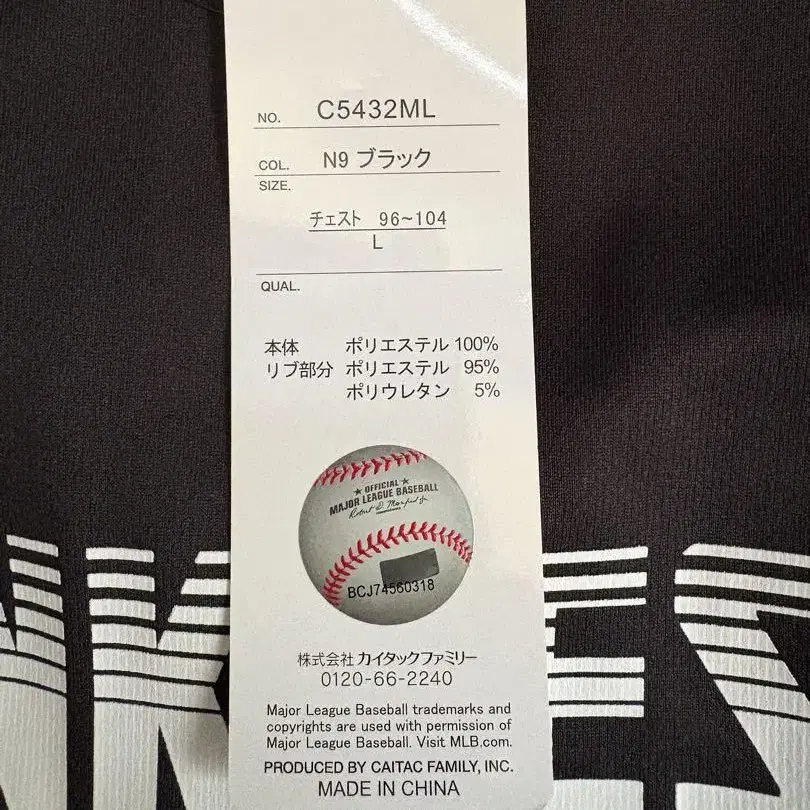 NO. C5432ML
COL. N9 ブラック
SIZE.
チェスト 96~104
L
QUAL.
本体 ポリエステル 100%
リブ部分 ポリエステル 95%
ポリウレタン 5%
OFFICIAL
MAJOR LEAGUE BASEBALL
BCJ74560318
株式会社 カイタックファミリー
0120-66-2240
Major League Baseball trademarks and
copyrights are used with permission of
Major League Baseball. Visit MLB.com.
PRODUCED BY CAITAC FAMILY, INC.
MADE IN CHINA